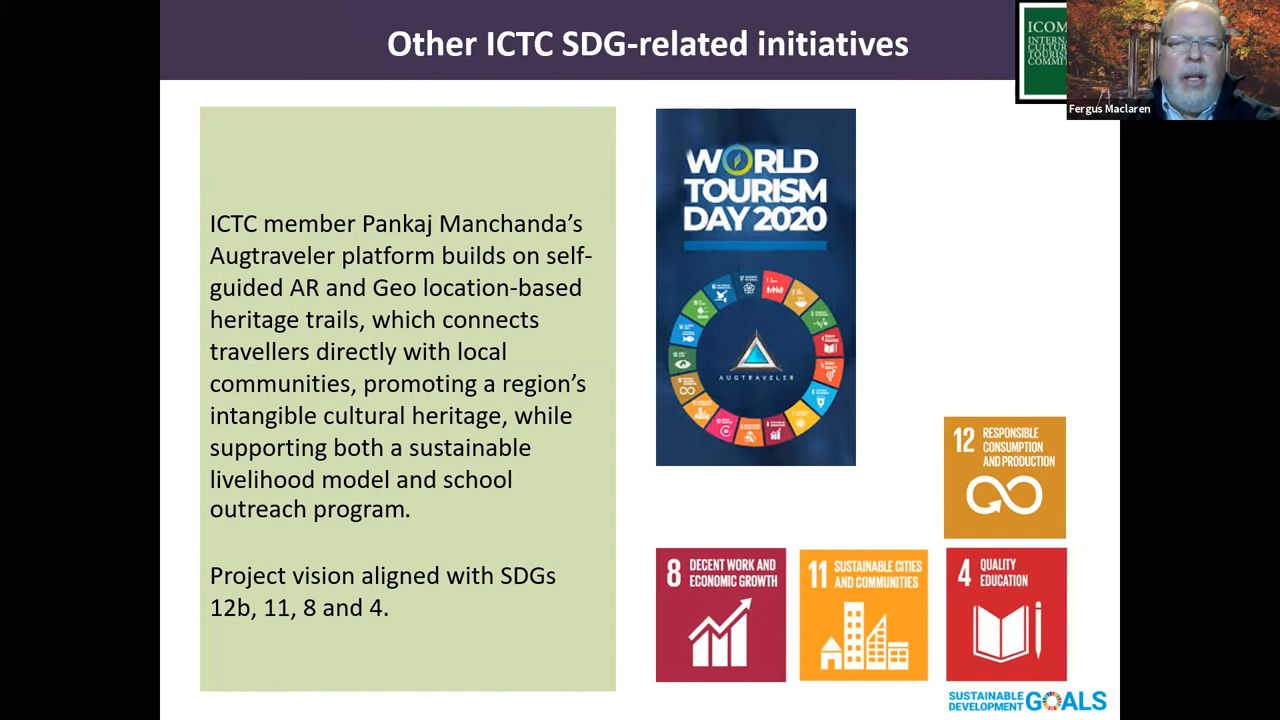 Other ICTC SDG-related initiatives
ICOM
INTERN
CULTUR
TOURIS
COMMIT
Fergus Maclaren
ICTC member Pankaj Manchanda’s
Augtraveler platform builds on self-
guided AR and Geo location-based
heritage trails, which connects
travellers directly with local
communities, promoting a region’s
intangible cultural heritage, while
supporting both a sustainable
livelihood model and school
outreach program.
Project vision aligned with SDGs
12b, 11, 8 and 4.
WORLD
TOURISM
DAY 2020
AUGTRAVELER
12 RESPONSIBLE
CONSUMPTION
AND PRODUCTION
8 DECENT WORK AND
ECONOMIC GROWTH
11 SUSTAINABLE CITIES
AND COMMUNITIES
4 QUALITY
EDUCATION
SUSTAINABLE
DEVELOPMENT
GOALS